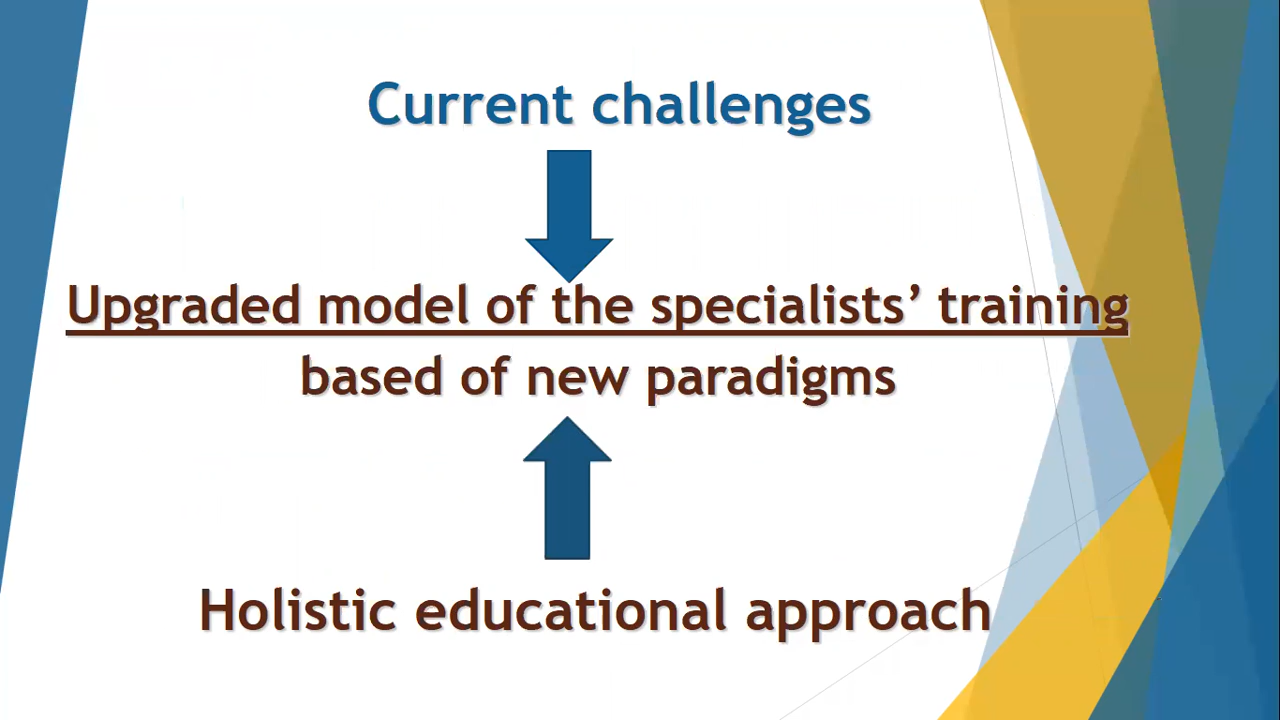 Current challenges
Upgraded model of the specialists’ training
based of new paradigms
Holistic educational approach